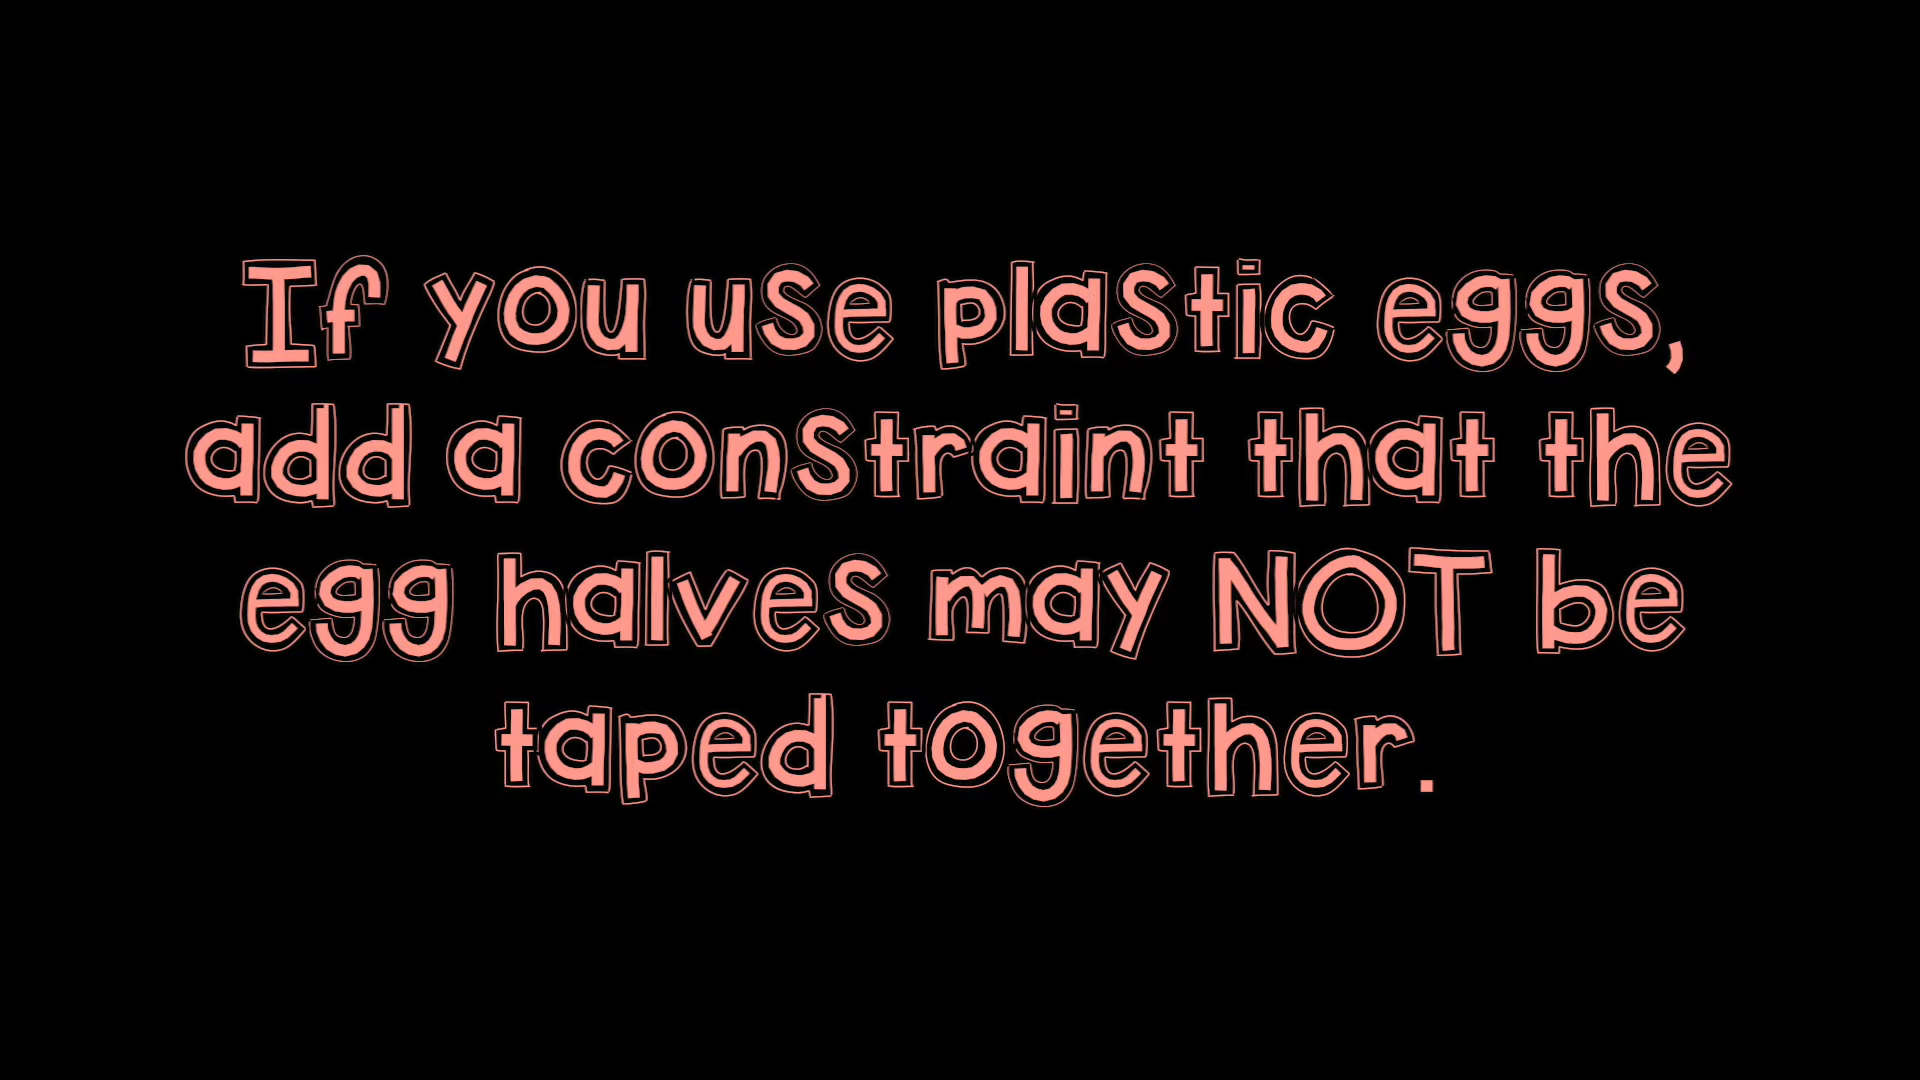 If you use plastic eggs,
add a constraint that the
egg halves may NOT be
taped together.